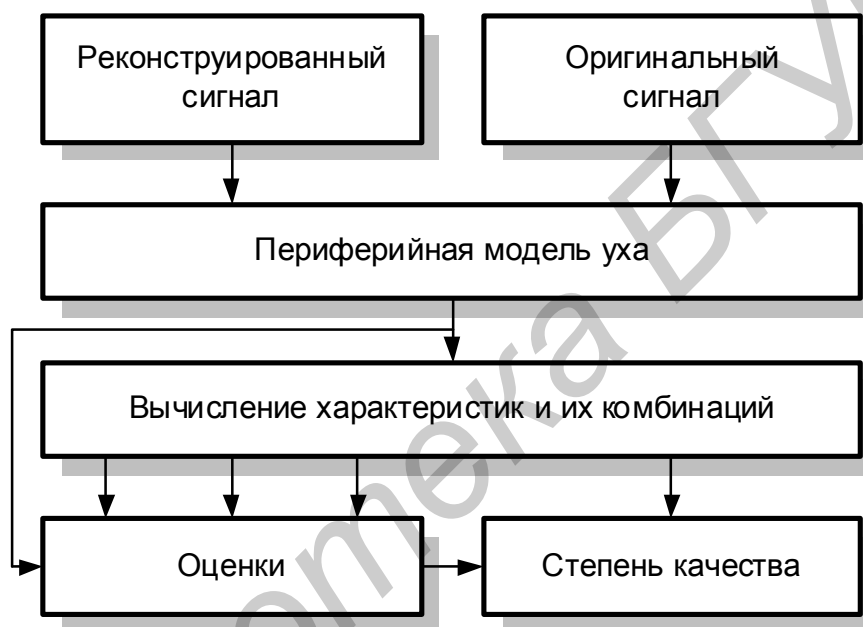 Реконструированный
сигнал
Оригинальный
сигнал
Периферийная модель уха
Вычисление характеристик и их комбинаций
Оценки
Степень качества